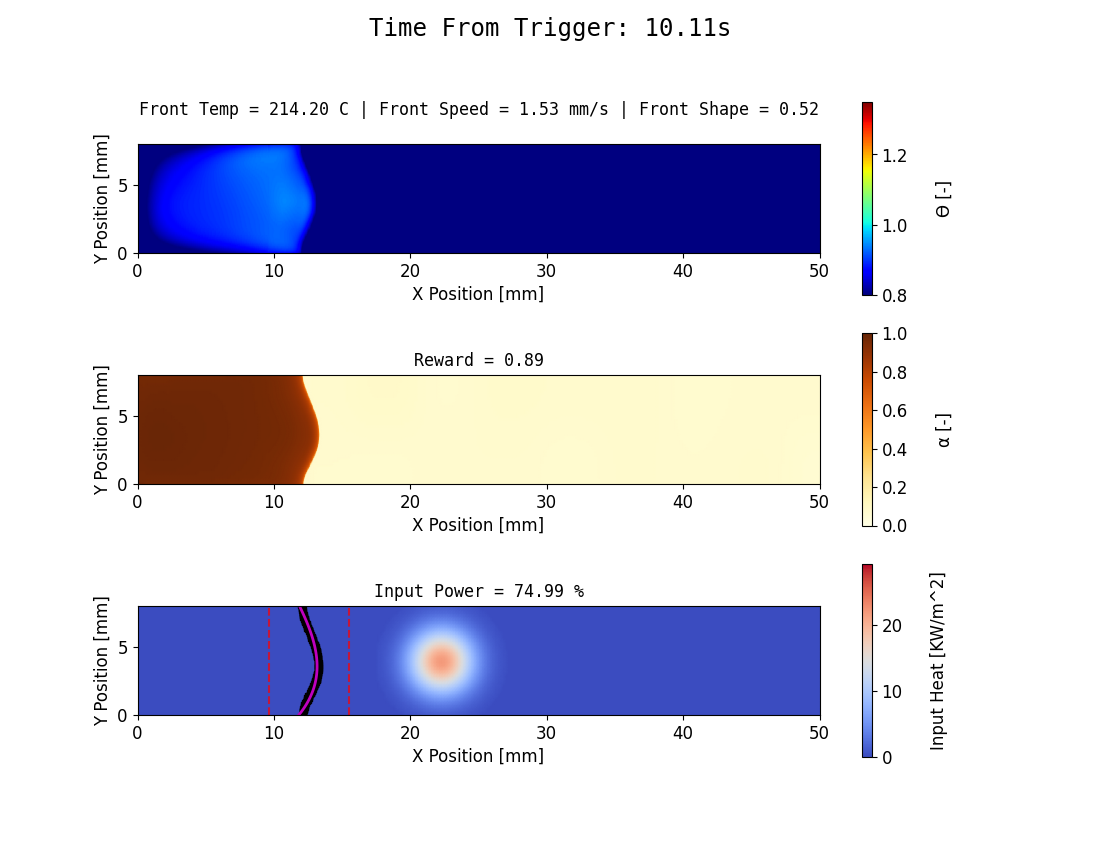 Time From Trigger: 10.11s
Front Temp = 214.20 C | Front Speed = 1.53 mm/s | Front Shape = 0.52
Y Position [mm]
5
0
0 10 20 30 40 50
X Position [mm]
1.2
1.0
0.8
Θ [-]
Reward = 0.89
Y Position [mm]
5
0
0 10 20 30 40 50
X Position [mm]
1.0
0.8
0.6
0.4
0.2
0.0
α [-]
Input Power = 74.99 %
Y Position [mm]
5
0
0 10 20 30 40 50
X Position [mm]
20
10
0
Input Heat [KW/m^2]